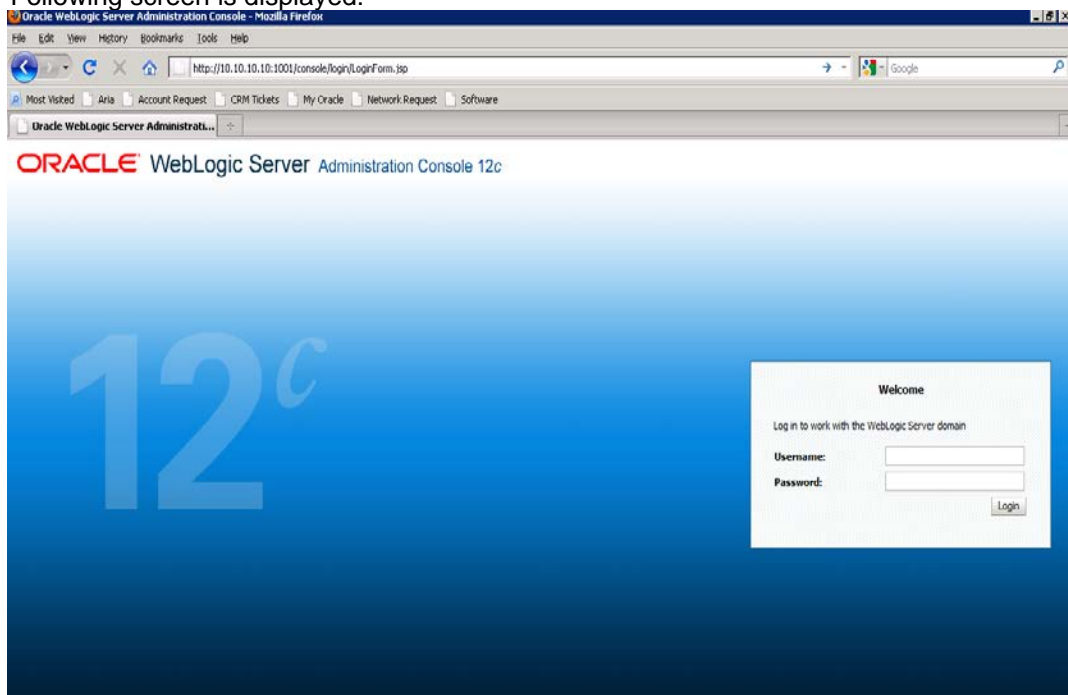 Following screen is displayed:
Oracle WebLogic Server Administration Console - Mozilla Firefox
File Edit View History Bookmarks Tools Help
http://10.10.10.10:1001/console/login/LoginForm.jsp
Google
Most Visited Aria Account Request CRM Tickets My Oracle Network Request Software
Oracle WebLogic Server Administrati...
ORACLE WebLogic Server Administration Console 12c
12c
Welcome
Log in to work with the WebLogic Server domain
Username:
Password:
Login